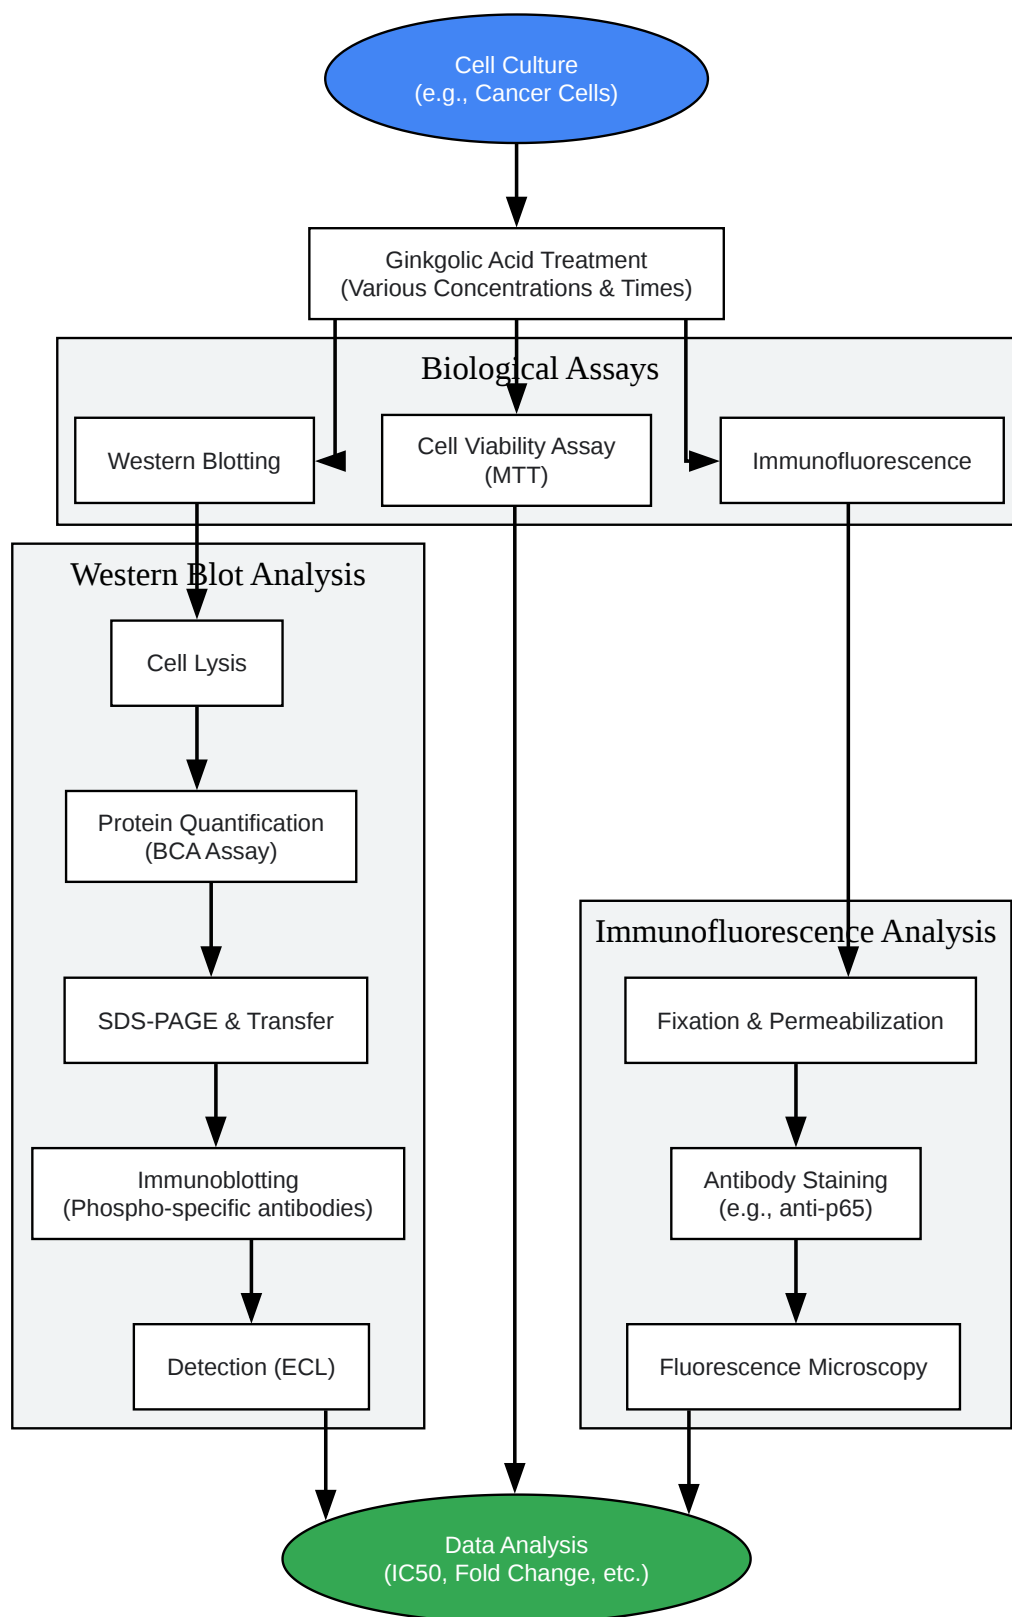 Cell Culture
(e.g., Cancer Cells)
Ginkgolic Acid Treatment
(Various Concentrations & Times)
Biological Assays
Western Blotting
Cell Viability Assay
(MTT)
Immunofluorescence
Western Blot Analysis
Cell Lysis
Protein Quantification
(BCA Assay)
SDS-PAGE & Transfer
Immunoblotting
(Phospho-specific antibodies)
Detection (ECL)
Immunofluorescence Analysis
Fixation & Permeabilization
Antibody Staining
(e.g., anti-p65)
Fluorescence Microscopy
Data Analysis
(IC50, Fold Change, etc.)